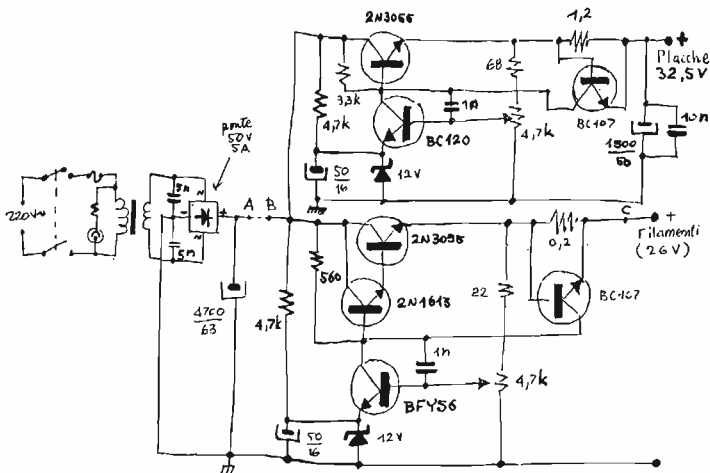 2N3055
1,2
+
Placche
32,5V
68
3,3k
1n
4,7k
4,7k
BC107
BC120
1500
50
10n
ponte
50V
5A
50
16
12V
220V~
5n
5n
~
~
-
+
A
B
C
+
Filamenti
(26V)
2N3055
0,2
560
2N1613
22
BC107
4700
63
4,7k
1n
4,7k
BFY56
50
16
12V